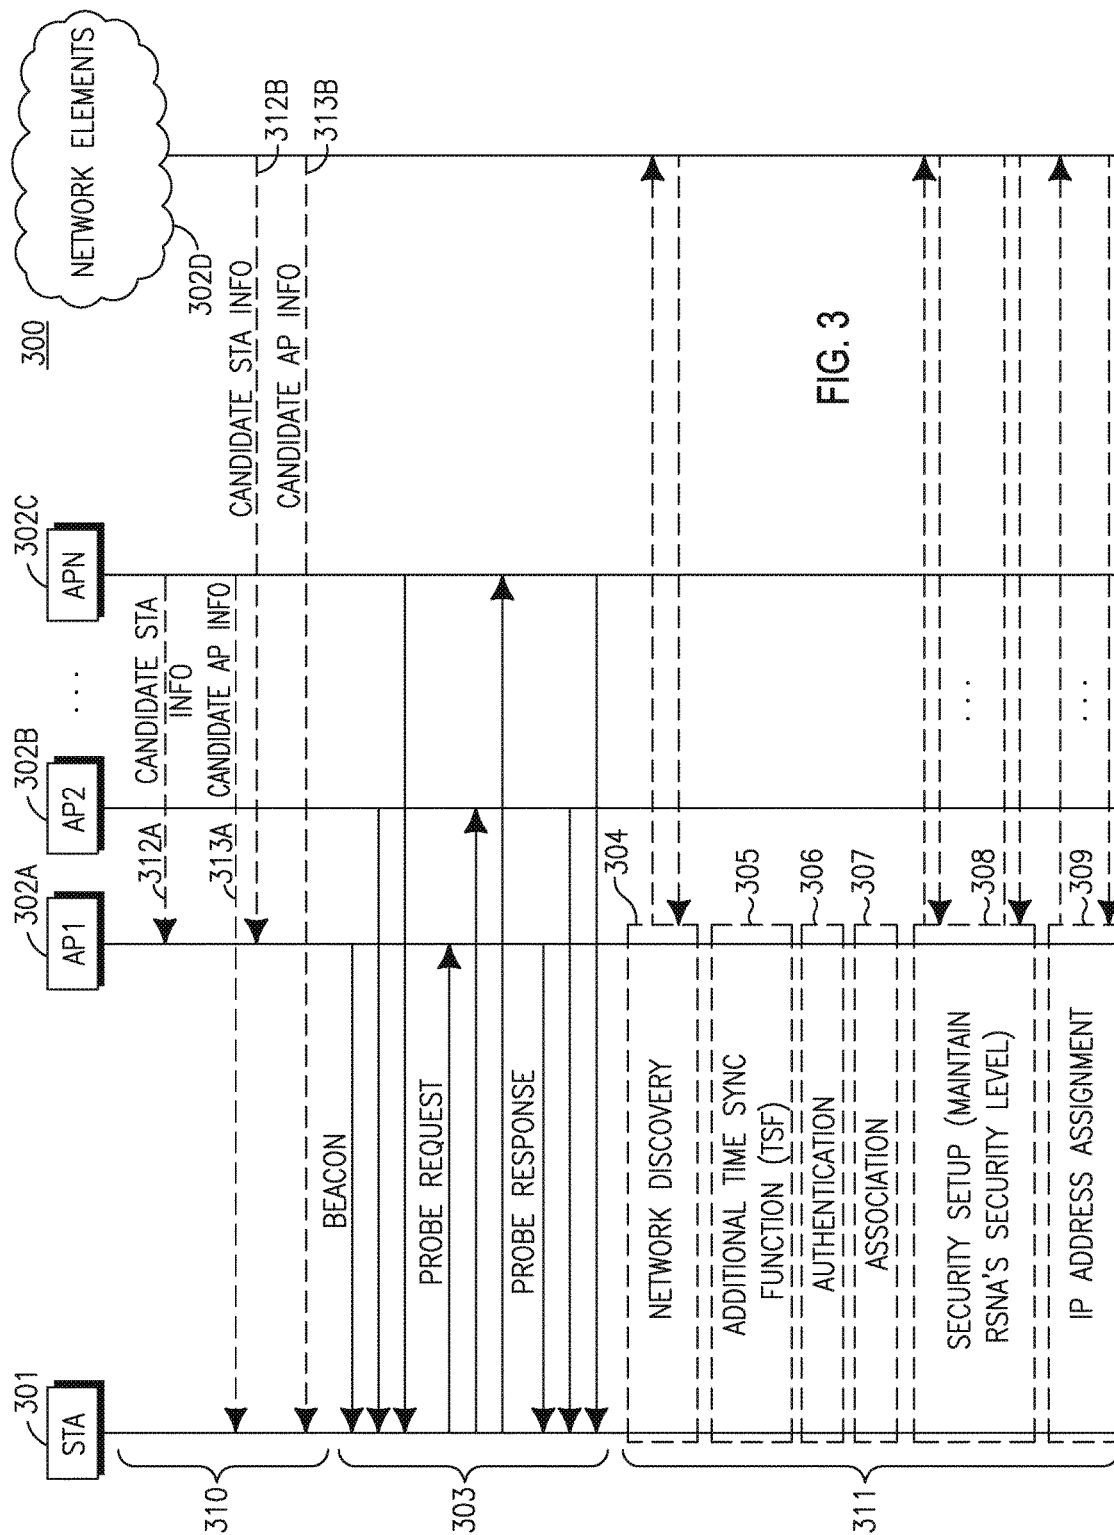 300
NETWORK ELEMENTS
302D
301
STA
302A
AP1
302B
AP2
. . .
302C
APN
310
312A
CANDIDATE STA
INFO
313A
CANDIDATE AP INFO
CANDIDATE STA INFO
312B
CANDIDATE AP INFO
313B
303
BEACON
PROBE REQUEST
PROBE RESPONSE
311
304
NETWORK DISCOVERY
ADDITIONAL TIME SYNC
FUNCTION (TSF)
305
AUTHENTICATION
306
ASSOCIATION
307
SECURITY SETUP (MAINTAIN
RSNA'S SECURITY LEVEL)
308
. . .
IP ADDRESS ASSIGNMENT
309
. . .
FIG. 3